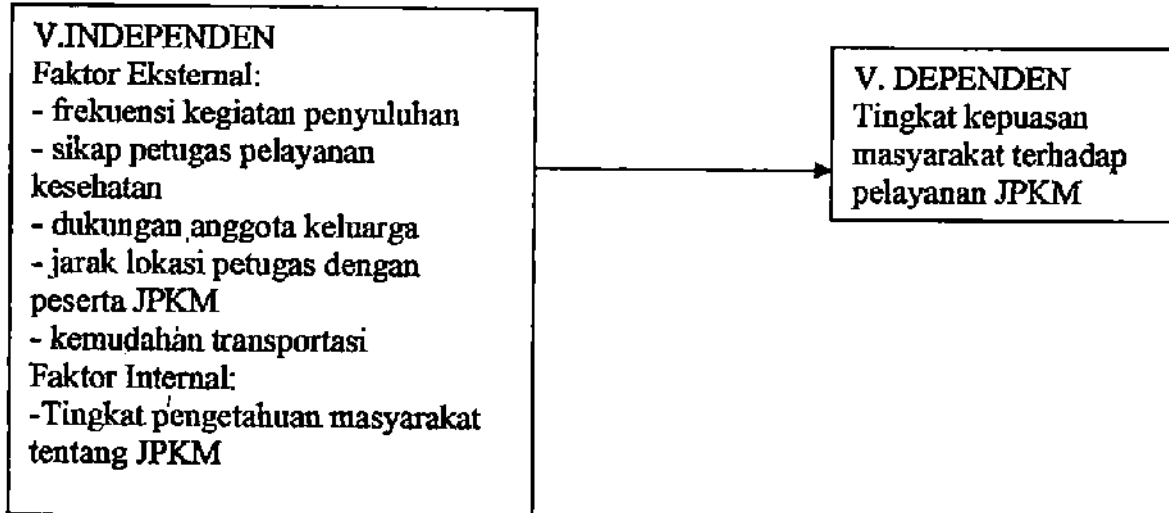 V.INDEPENDEN
Faktor Eksternal:
- frekuensi kegiatan penyuluhan
- sikap petugas pelayanan
kesehatan
- dukungan anggota keluarga
- jarak lokasi petugas dengan
peserta JPKM
- kemudahan transportasi
Faktor Internal:
-Tingkat pengetahuan masyarakat
tentang JPKM
V. DEPENDEN
Tingkat kepuasan
masyarakat terhadap
pelayanan JPKM